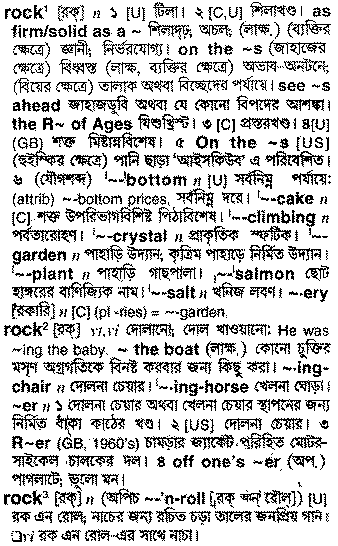 rock¹ [রক্] n ১ [U] টিলা। ২ [C,U] শিলাখণ্ড। as
firm/solid as a ~ শিলাদৃঢ়; অচল; (লাক্ষ.) (ব্যক্তির
ক্ষেত্রে) জ্ঞানী; নির্ভরযোগ্য। on the ~s (জাহাজের
ক্ষেত্রে) বিধ্বস্ত (লাক্ষ, ব্যক্তির ক্ষেত্রে) অভাব-অনটনে;
(বিয়ের ক্ষেত্রে) তালাক অথবা বিচ্ছেদের পর্যায়ে। see ~s
ahead জাহাজডুবি অথবা যে কোনো বিপদের আশঙ্কা।
the R~ of Ages যিশুখ্রিস্ট। ৩ [C] প্রস্তরখণ্ড। ৪[U]
(GB) শক্ত মিষ্টান্নবিশেষ। ৫ On the ~s [US]
(হুইস্কির ক্ষেত্রে) পানি ছাড়া 'আইসকিউব' এ পরিবেশিত।
৬ (যৌগশব্দ) ˈ~-ˈbottom n [U] সর্বনিম্ন পর্যায়ে:
(attrib) ~-bottom prices, সর্বনিম্ন দরে। ˈ~-cake n
[C] শক্ত উপরিভাগবিশিষ্ট পিঠাবিশেষ। ˈ~-climbing n
পর্বতারোহণ। ˈ~-crystal n প্রাকৃতিক স্ফটিক। ˈ~-
garden n পাহাড়ি উদ্যান, কৃত্রিম পাহাড়ে নির্মিত উদ্যান।
ˈ~-plant n পাহাড়ি গাছপালা। ˌ~-ˈsalmon ছোট
হাঙ্গরের বাণিজ্যিক নাম। ˈ~-salt n খনিজ লবণ। ~-ery
[রকারি] n [C] (pl -ries) = ~-garden.
rock² [রক্] vt,vi দোলানো; দোল খাওয়ানো: He was
~ing the baby. ~ the boat (লাক্ষ.) কোনো চুক্তির
মসৃণ অগ্রগতিকে বিনষ্ট করবার জন্য কিছু করা। ~-ing-
chair n দোলনা চেয়ার। ˈ~-ing-horse খেলনা ঘোড়া।
~er n ১ দোলনা চেয়ার অথবা খেলনা চেয়ার স্থাপনের জন্য
নির্মিত বাঁকা কাঠের খণ্ড। ২ [US] দোলনা চেয়ার। ৩
R~er (GB, 1960's) চামড়ার জ্যাকেট পরিহিত মোটর-
সাইকেল চালকের দল। ৪ off one's ~er (অপ.)
পাগলাটে; ভুলো মন।
rock³ [রক্] n (অপিচ ~-ˈn-roll [ˌরক্ অন্ ˈরোল্]) [U]
রক এন রোল; নাচের জন্য রচিত চড়া তালের জনপ্রিয় গান।
□vi রক এন রোল-এর সাথে নাচা।